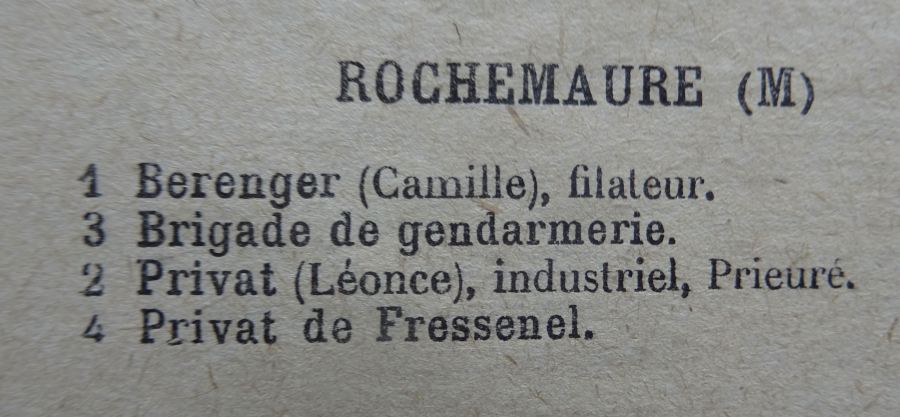 ROCHEMAURE (M)
1 Berenger (Camille), filateur.
3 Brigade de gendarmerie.
2 Privat (Léonce), industriel, Prieuré.
4 Privat de Fressenel.